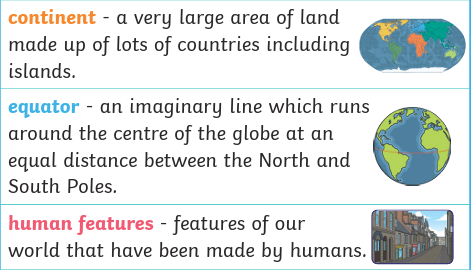 continent - a very large area of land
made up of lots of countries including
islands.
equator - an imaginary line which runs
around the centre of the globe at an
equal distance between the North and
South Poles.
human features - features of our
world that have been made by humans.